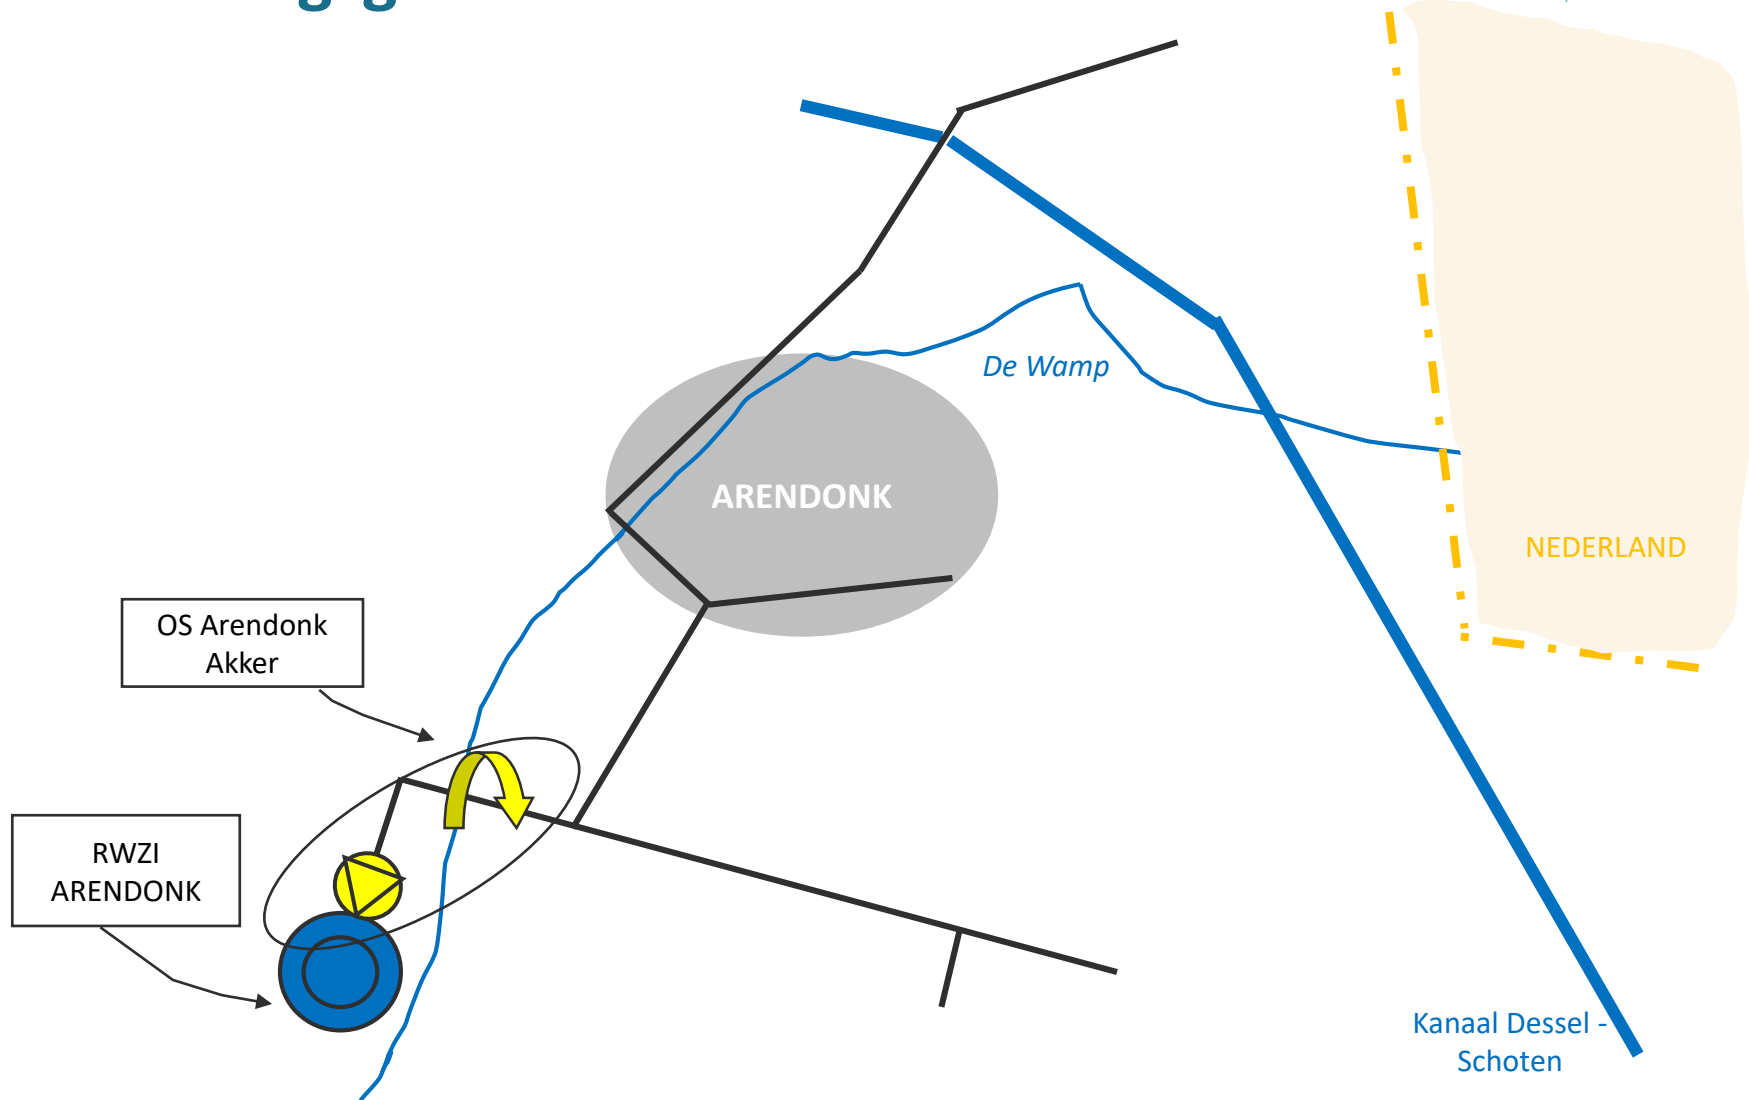 De Wamp
ARENDONK
NEDERLAND
OS Arendonk
Akker
RWZI
ARENDONK
Kanaal Dessel -
Schoten